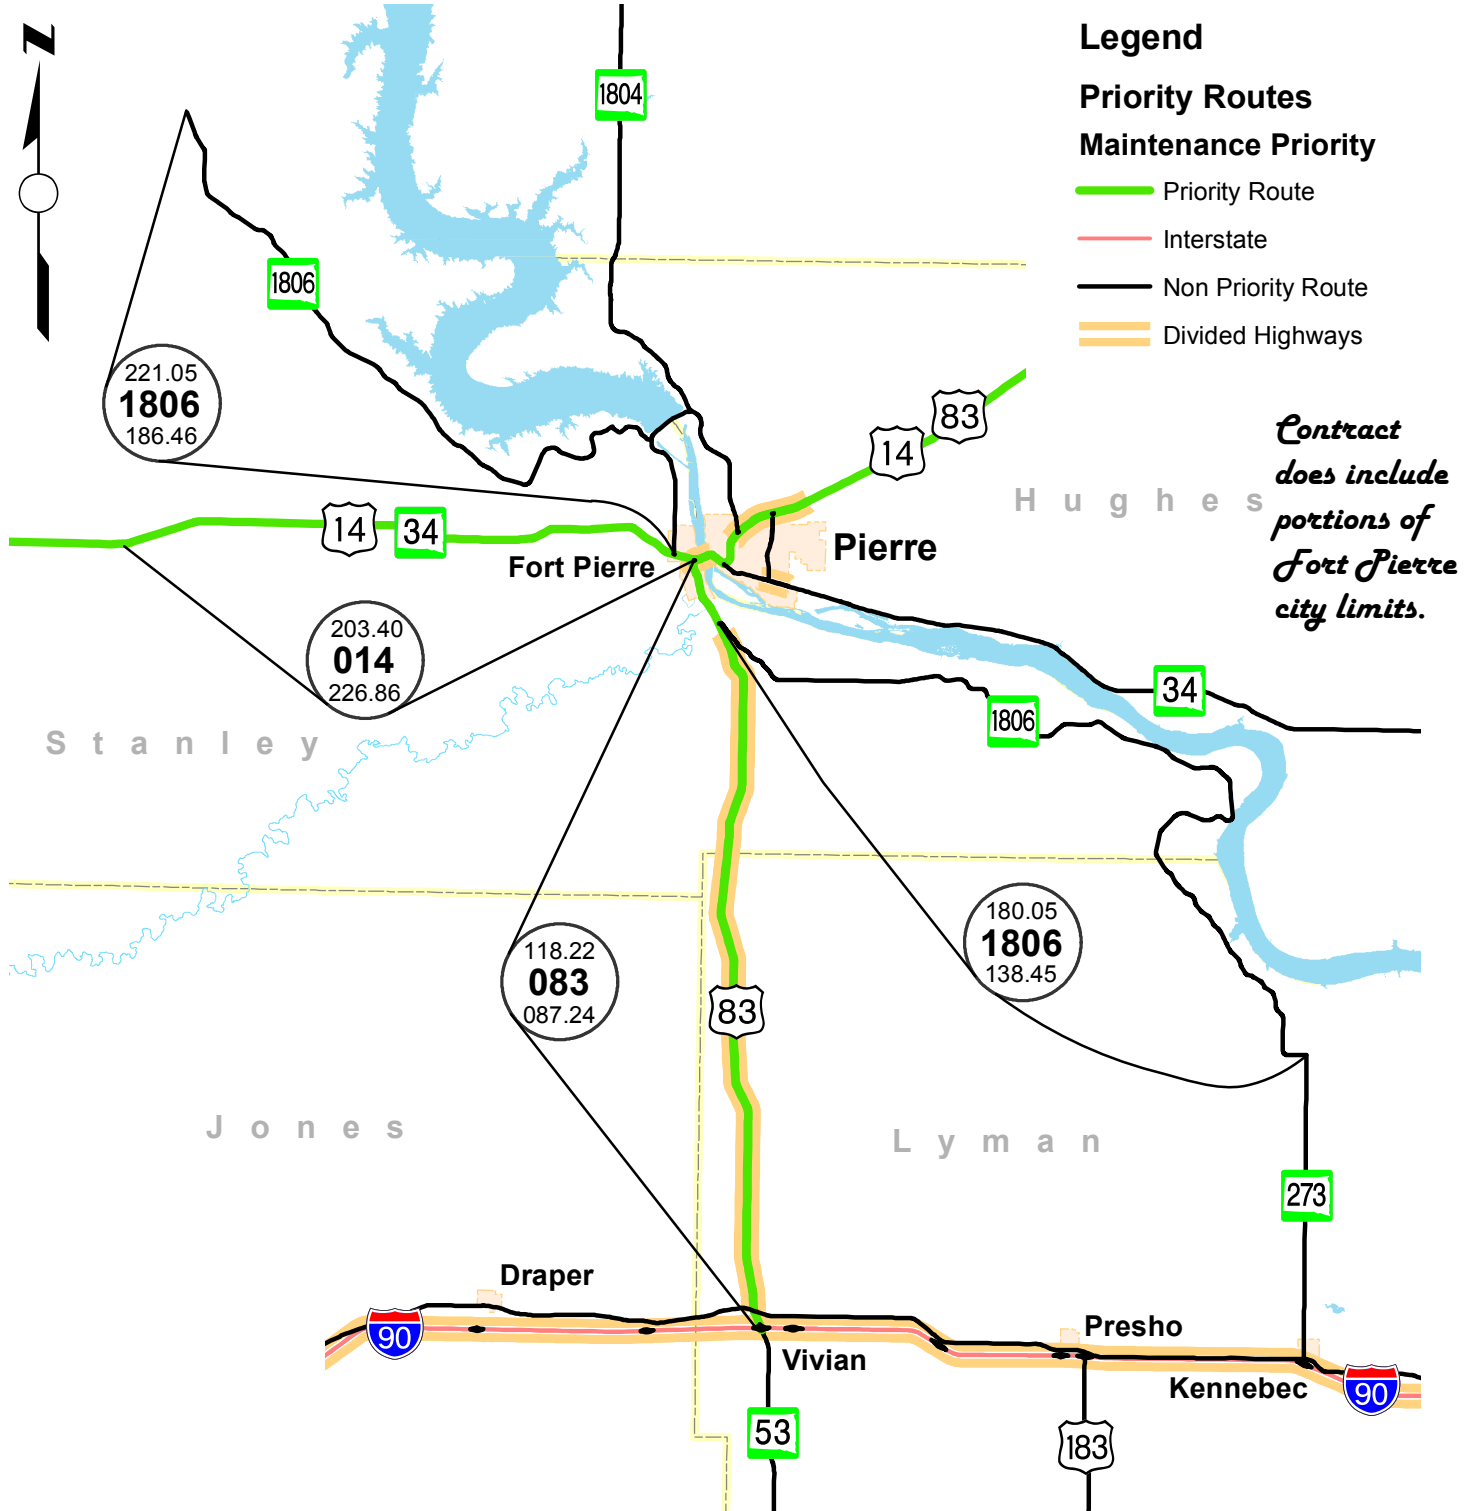 N
Legend
Priority Routes
Maintenance Priority
Priority Route
Interstate
Non Priority Route
Divided Highways
Contract
does include
portions of
Fort Pierre
city limits.
1804
1806
221.05
1806
186.46
83
14
Hughes
14
34
Fort Pierre
Pierre
203.40
014
226.86
34
1806
Stanley
180.05
1806
138.45
118.22
083
087.24
83
Jones
Lyman
273
Draper
90
Vivian
Presho
Kennebec
90
53
183